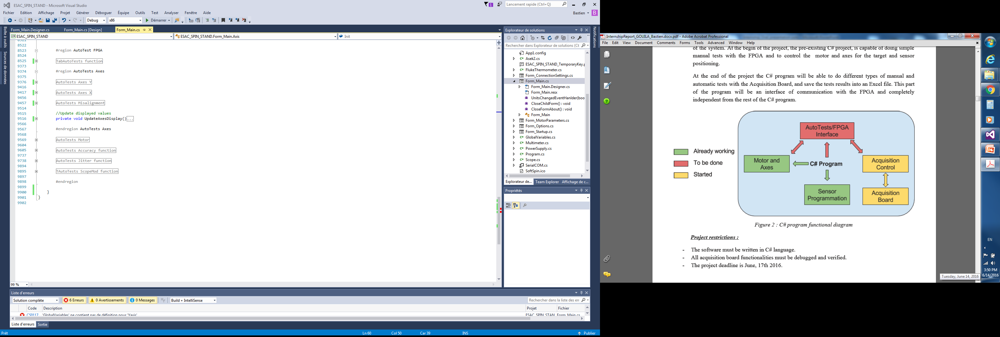 ESAC_SPIN_STAND - Microsoft Visual Studio
1
Lancement rapide (Ctrl+Q)
Fichier Edition Affichage Projet Générer Déboguer Équipe Outils Test Analyser Fenêtre Aide
Bastien B
Debug x86 Démarrer
Boîte à outils
Sources de données
Form_Main.Designer.cs Form_Main.cs [Design] Form_Main.cs
ESAC_SPIN_STAND ESAC_SPIN_STAND.Form_Main.Axis Init
8521
8522
8523 #region AutoTest FPGA
8524
8525 TabAutoTests function
9373
9374 #region AutoTests Axes
9375
9376 AutoTests Axes Y
9416
9417 AutoTests Axes X
9456
9457 AutoTests Misalignment
9514
9515 //Update displayed values
9516 private void UpdateAxesDisplay()...
9566
9567 #endregion AutoTests Axes
9568
9569 AutoTests Motor
9604
9605 AutoTests Accuracy function
9737
9738 AutoTests Jitter function
9894
9895 TAutoTests ScopeMod function
9897
9898 #endregion
9899
9900 }
9901 }
9902
99 %
Explorateur de solutions
Rechercher dans Explorateur de solutions (Ct
App1.config
Asek2.cs
ESAC_SPIN_STAND_TemporaryKey.p
FlukeThermometer.cs
Form_ConnectionSettings.cs
Form_Main.cs
Form_Main.Designer.cs
Form_Main.resx
UnitsChangedEventHanlder(boo
CloseChildForm() : void
CloseFormAbout() : void
Form_Main
Form_MotorParameters.cs
Form_Options.cs
Form_Startup.cs
GlobalVariables.cs
Multimeter.cs
PowerSupply.cs
Program.cs
Scope.cs
SerialCOM.cs
SoftSpin.ico
Explorateur de... Team Explorer Affichage de c...
Propriétés
Notifications
Liste d'erreurs
Solution complète 6 Erreurs 0 Avertissements 0 Messages Build + IntelliSense
Rechercher dans la liste des err
Code Description Projet Fichier
CS0117 'GlobalVariables' ne contient pas de définition pour 'Yaxis' ESAC_SPIN_STAN Form_Main.cs
Liste d'erreurs Sortie
Prêt Ln 60 Col 50 Car 39 INS Publier
InternshipReport_GOUILA_Bastien.docx.pdf - Adobe Acrobat Professional
File Edit View Document Comments Forms Tools Advanced Window Help
of the system. At the begin of the project, the pre-existing C# project, is capable of doing simple
manual tests with the FPGA and to control the motor and axes for the target and sensor
positioning.
At the end of the project the C# program will be able to do different types of manual and
automatic tests with the Acquisition Board, and save the tests results into an Excel file. This part
of the program will be an interface of communication with the FPGA and completely
independent from the rest of the C# program.
Already working
To be done
Started
AutoTests/FPGA
Interface
Motor and
Axes
C# Program
Acquisition
Control
Sensor
Programmation
Acquisition
Board
Figure 2 : C# program functional diagram
Project restrictions :
- The software must be written in C# language.
- All acquisition board functionalities must be debugged and verified.
- The project deadline is June, 17th 2016.
EN
3:50 PM
6/14/2016
Tuesday, June 14, 2016